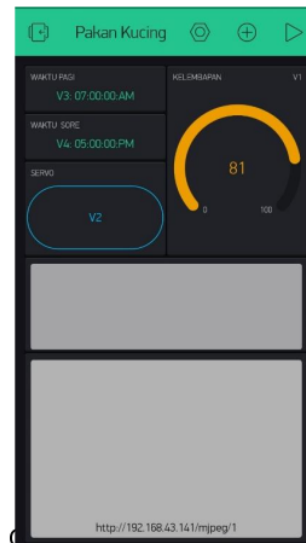 Pakan Kucing
WAKTU PAGI
V3: 07:00:00:AM
WAKTU SORE
V4: 05:00:00:PM
SERVO
V2
KELEMBAPAN V1
81
0 100
http://192.168.43.141/mjpeg/1